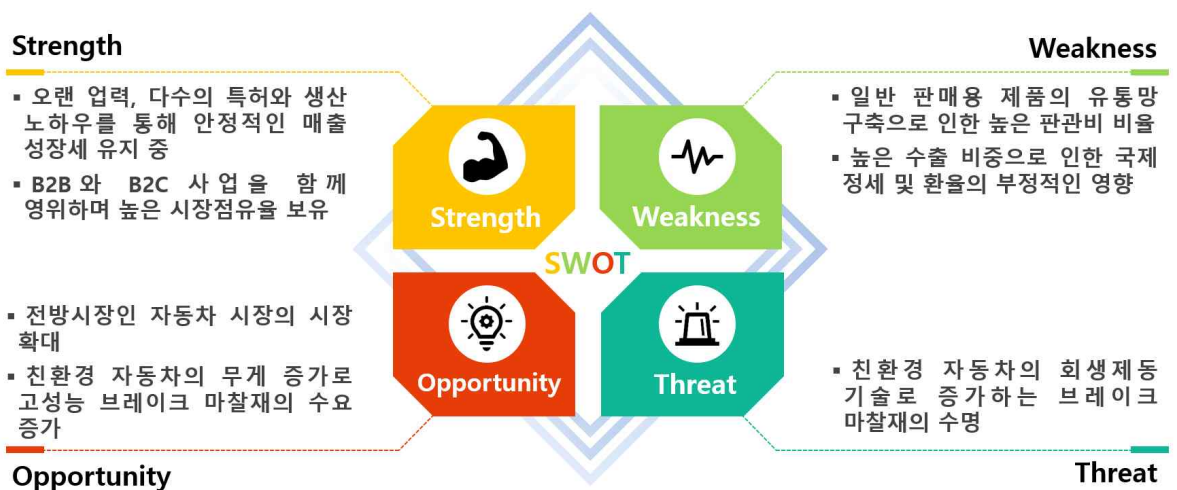 Strength
▪ 오랜 업력, 다수의 특허와 생산
노하우를 통해 안정적인 매출
성장세 유지 중
▪ B2B와 B2C 사업을 함께
영위하며 높은 시장점유율 보유
Weakness
▪ 일반 판매용 제품의 유통망
구축으로 인한 높은 판관비 비율
▪ 높은 수출 비중으로 인한 국제
정세 및 환율의 부정적인 영향
Strength
Weakness
SWOT
Opportunity
Threat
▪ 전방시장인 자동차 시장의 시장
확대
▪ 친환경 자동차의 무게 증가로
고성능 브레이크 마찰재의 수요
증가
Opportunity
▪ 친환경 자동차의 회생제동
기술로 증가하는 브레이크
마찰재의 수명
Threat